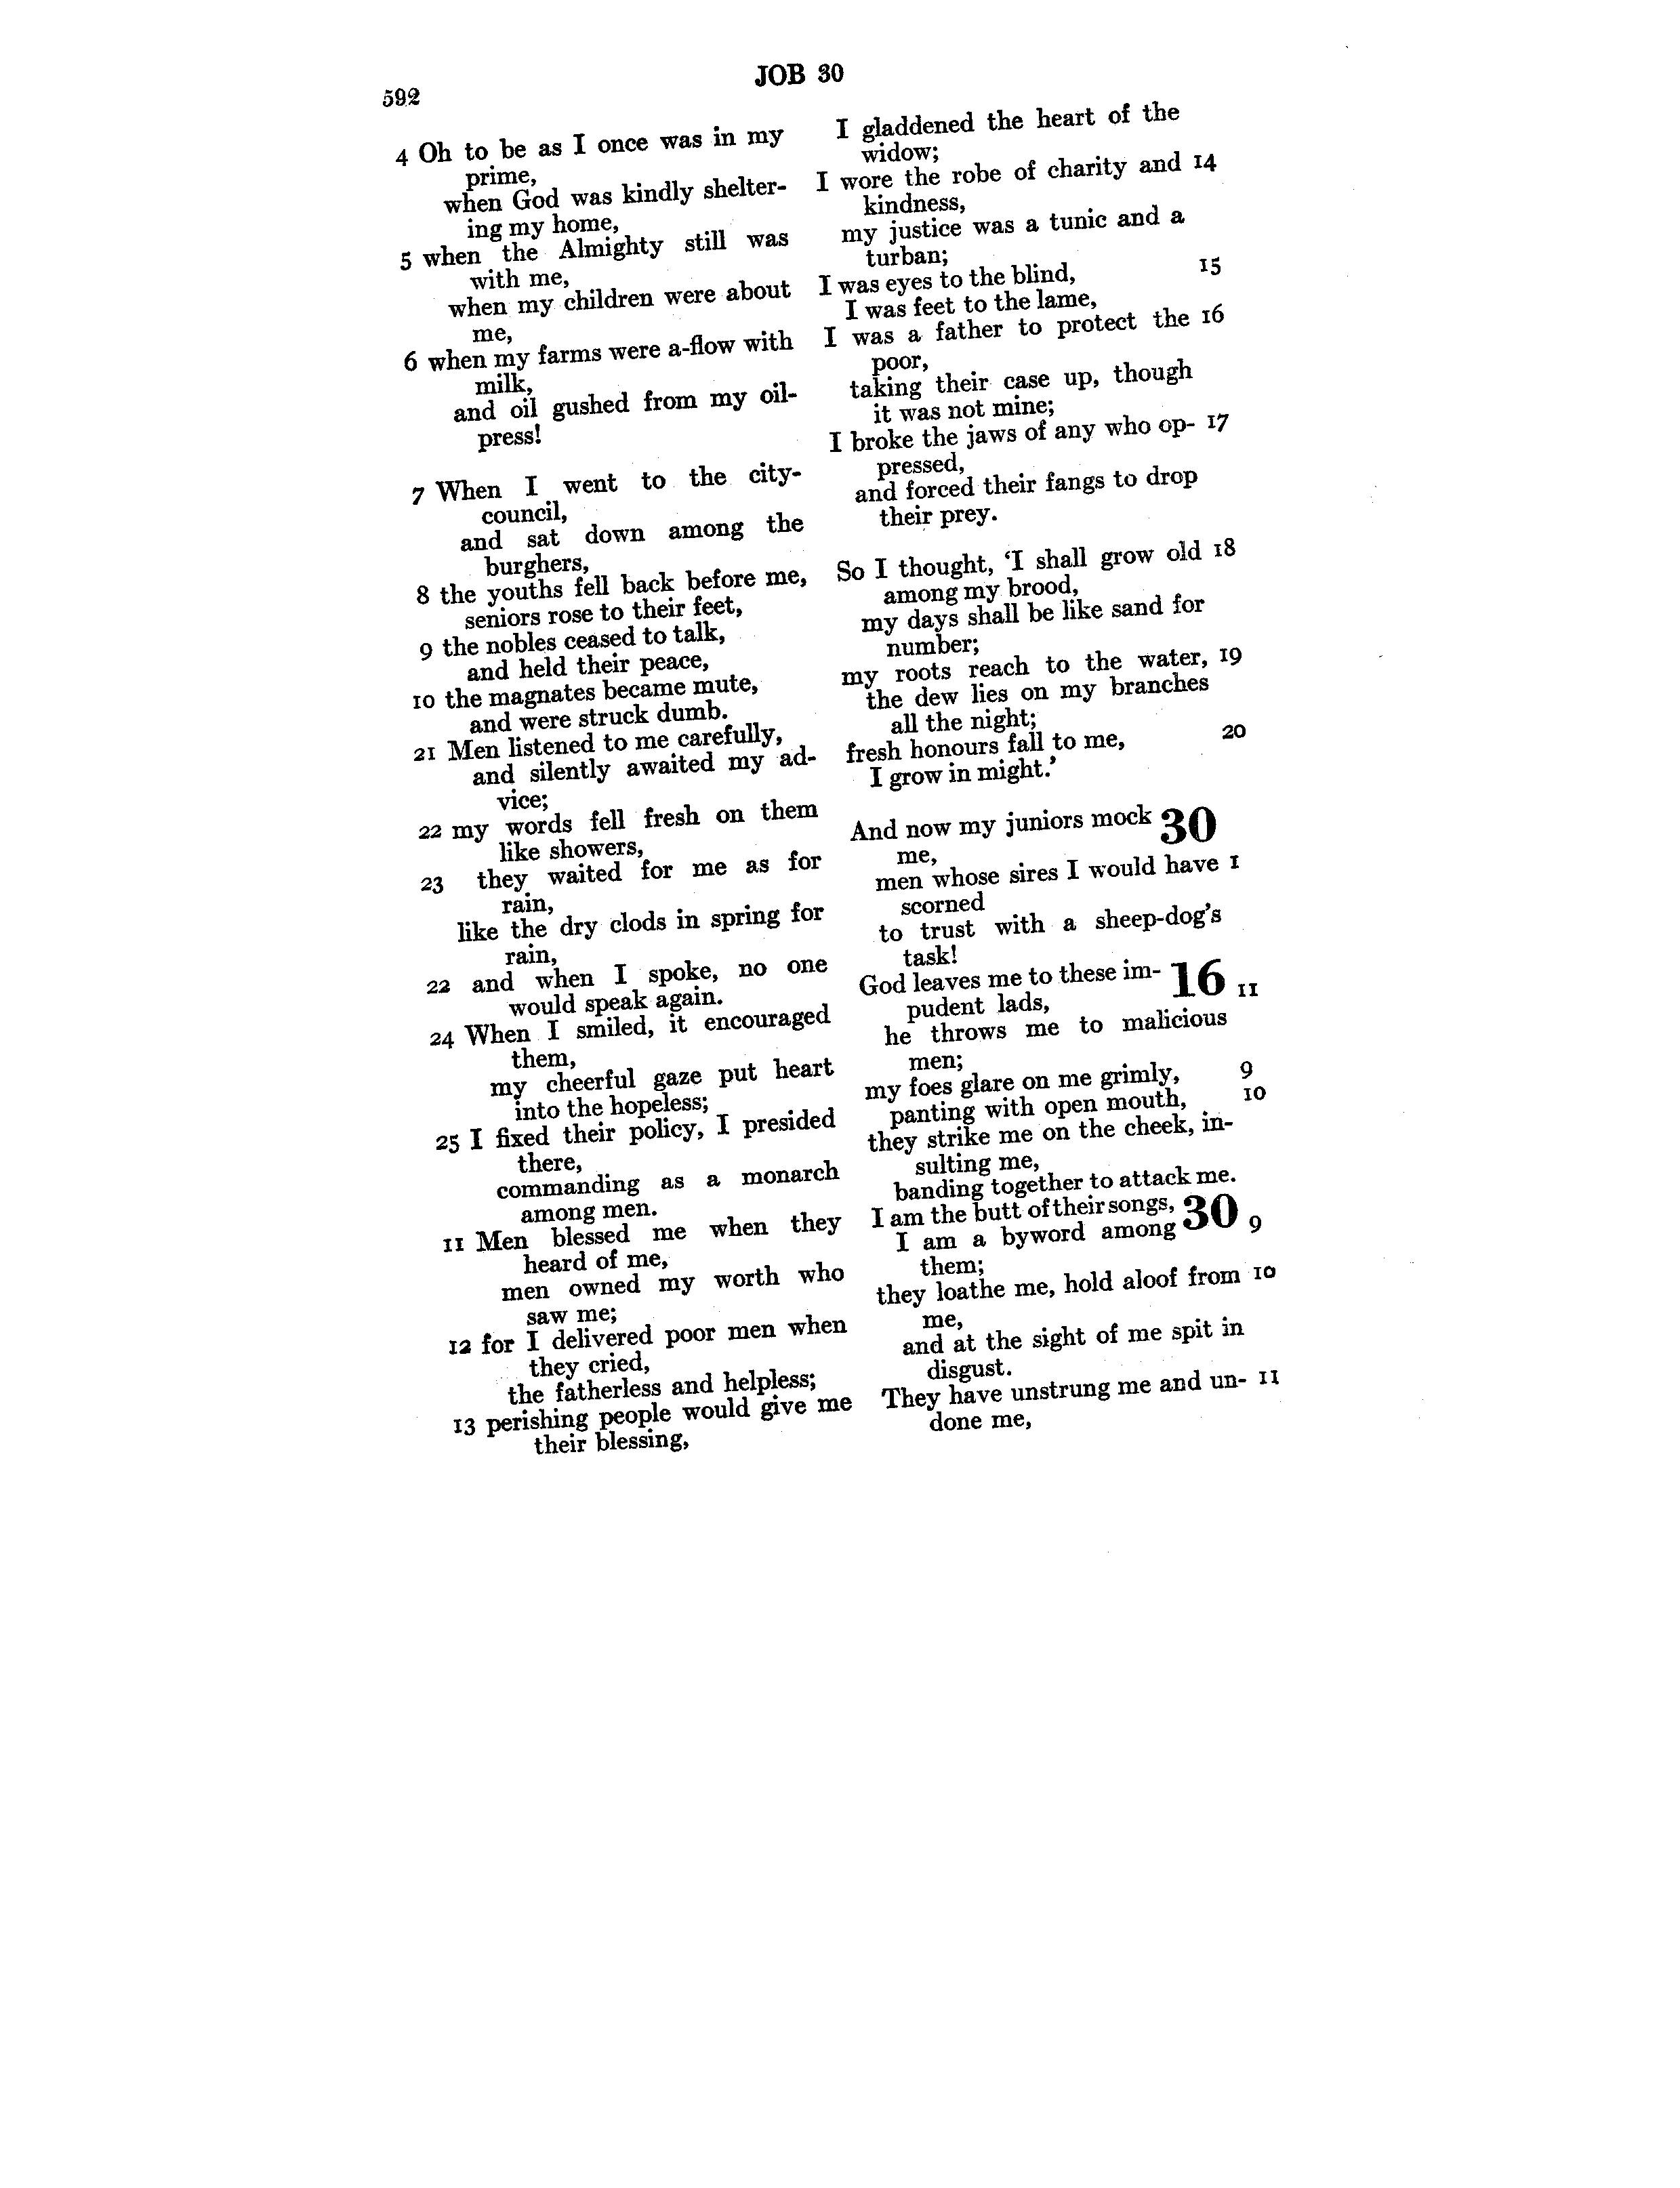 592
JOB 30
4 Oh to be as I once was in my
prime,
when God was kindly shelter-
ing my home,
5 when the Almighty still was
with me,
when my children were about
me,
6 when my farms were a-flow with
milk,
and oil gushed from my oil-
press!
7 When I went to the city-
council,
and sat down among the
burghers,
8 the youths fell back before me,
seniors rose to their feet,
9 the nobles ceased to talk,
and held their peace,
10 the magnates became mute,
and were struck dumb.
21 Men listened to me carefully,
and silently awaited my ad-
vice;
22 my words fell fresh on them
like showers,
23 they waited for me as for
rain,
like the dry clods in spring for
rain,
22 and when I spoke, no one
would speak again.
24 When I smiled, it encouraged
them,
my cheerful gaze put heart
into the hopeless;
25 I fixed their policy, I presided
there,
commanding as a monarch
among men.
11 Men blessed me when they
heard of me,
men owned my worth who
saw me;
12 for I delivered poor men when
they cried,
the fatherless and helpless;
13 perishing people would give me
their blessing,
I gladdened the heart of the
widow;
I wore the robe of charity and 14
kindness,
my justice was a tunic and a
turban;
I was eyes to the blind, 15
I was feet to the lame,
I was a father to protect the 16
poor,
taking their case up, though
it was not mine;
I broke the jaws of any who op- 17
pressed,
and forced their fangs to drop
their prey.
So I thought, ‘I shall grow old 18
among my brood,
my days shall be like sand for
number;
my roots reach to the water, 19
the dew lies on my branches
all the night;
fresh honours fall to me, 20
I grow in might.’
And now my juniors mock 30
me,
men whose sires I would have 1
scorned
to trust with a sheep-dog’s
task!
God leaves me to these im- 16 11
pudent lads,
he throws me to malicious
men;
my foes glare on me grimly, 9
panting with open mouth, 10
they strike me on the cheek, in-
sulting me,
banding together to attack me.
I am the butt of their songs, 30
I am a byword among 9
them;
they loathe me, hold aloof from 10
me,
and at the sight of me spit in
disgust.
They have unstrung me and un- 11
done me,